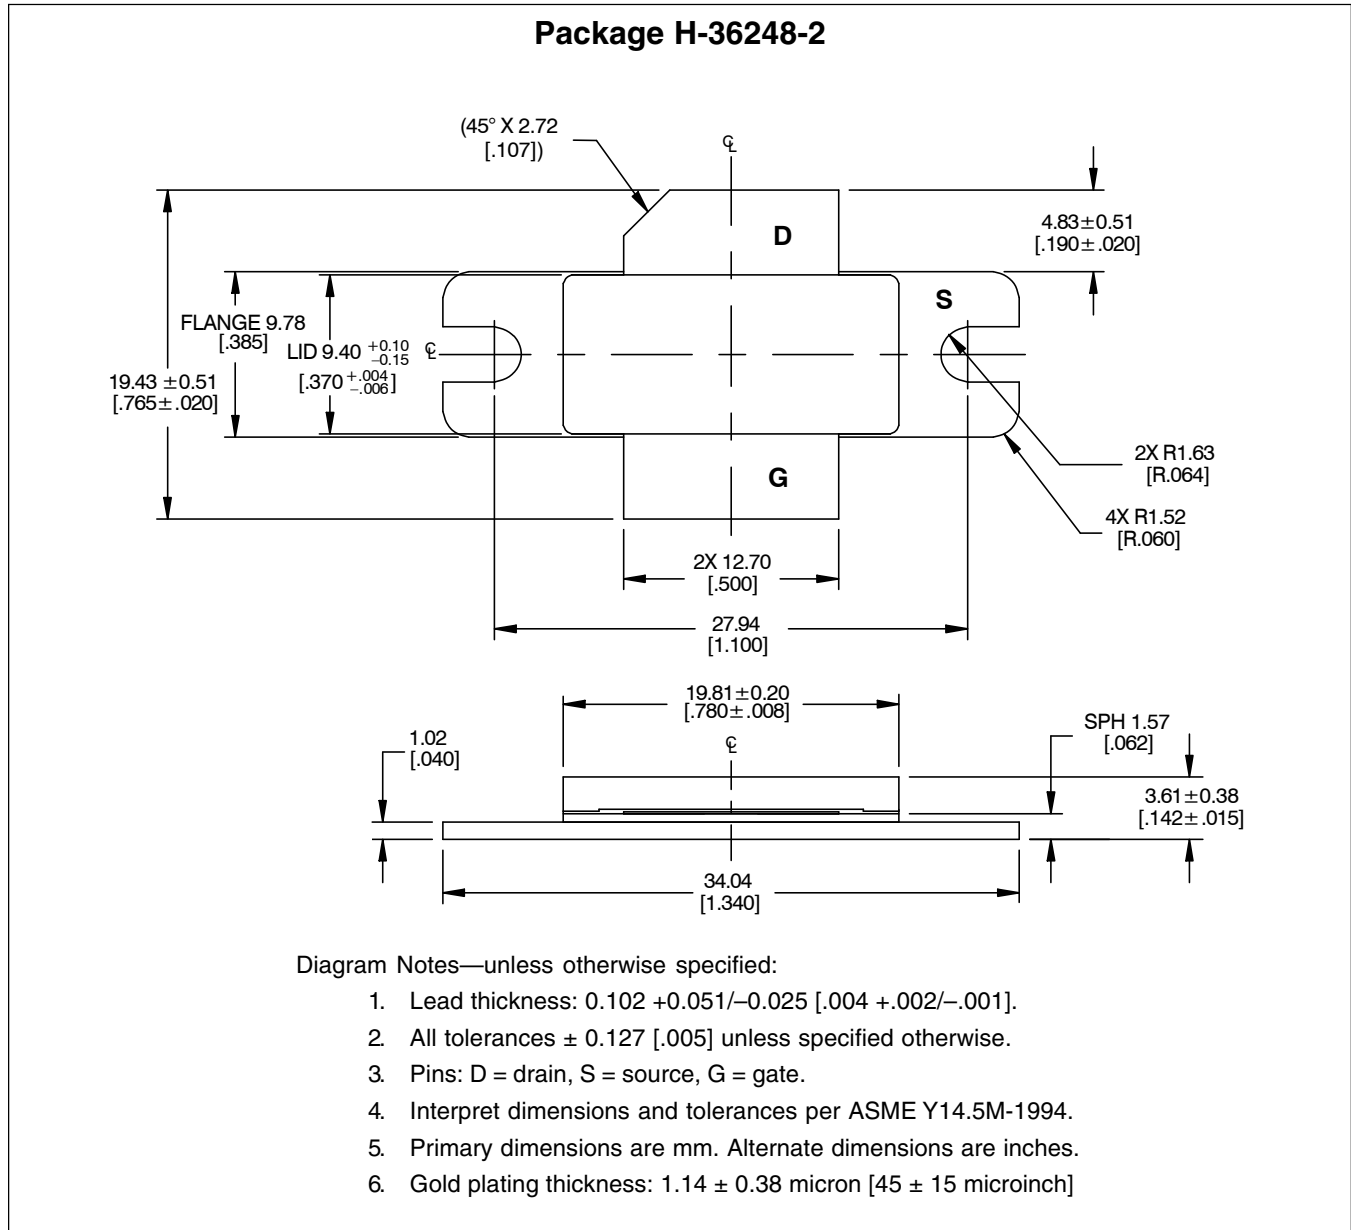 Package H-36248-2
(45° X 2.72
[.107])
℄
D
4.83±0.51
[.190±.020]
S
FLANGE 9.78
[.385]
LID 9.40 +0.10
–0.15
[.370 +.004
–.006]
℄
19.43 ±0.51
[.765±.020]
2X R1.63
[R.064]
G
4X R1.52
[R.060]
2X 12.70
[.500]
27.94
[1.100]
19.81±0.20
[.780±.008]
SPH 1.57
[.062]
1.02
[.040]
℄
3.61±0.38
[.142±.015]
34.04
[1.340]
Diagram Notes—unless otherwise specified:
1. Lead thickness: 0.102 +0.051/–0.025 [.004 +.002/–.001].
2. All tolerances ± 0.127 [.005] unless specified otherwise.
3. Pins: D = drain, S = source, G = gate.
4. Interpret dimensions and tolerances per ASME Y14.5M-1994.
5. Primary dimensions are mm. Alternate dimensions are inches.
6. Gold plating thickness: 1.14 ± 0.38 micron [45 ± 15 microinch]